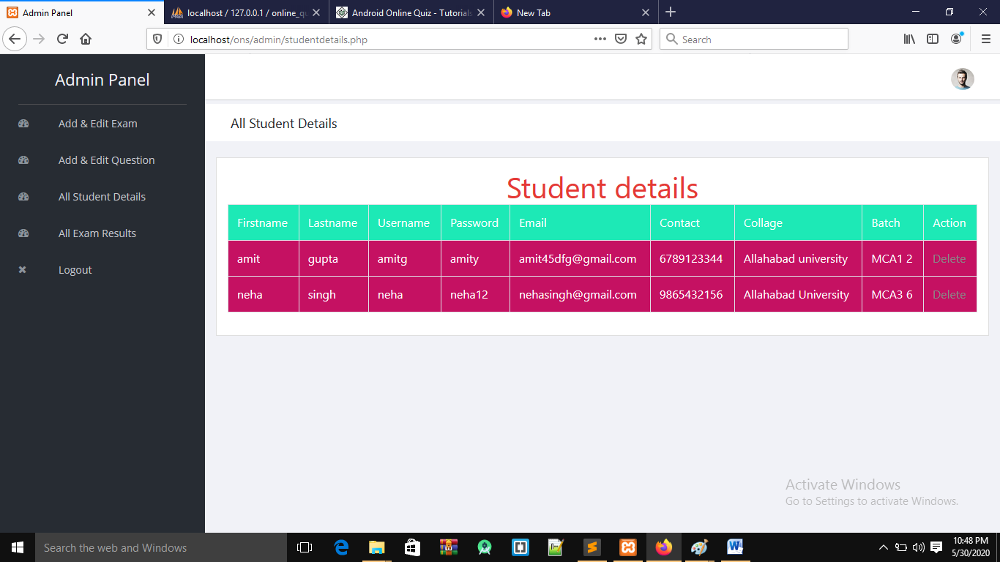 Admin Panel
localhost / 127.0.0.1 / online_qu
Android Online Quiz - Tutorials
New Tab
localhost/ons/admin/studentdetails.php
Search
Admin Panel
Add & Edit Exam
Add & Edit Question
All Student Details
All Exam Results
Logout
All Student Details
Student details
Firstname Lastname Username Password Email Contact Collage Batch Action
amit gupta amitg amity amit45dfg@gmail.com 6789123344 Allahabad university MCA1 2 Delete
neha singh neha neha12 nehasingh@gmail.com 9865432156 Allahabad University MCA3 6 Delete
Activate Windows
Go to Settings to activate Windows.
Search the web and Windows
10:48 PM
5/30/2020